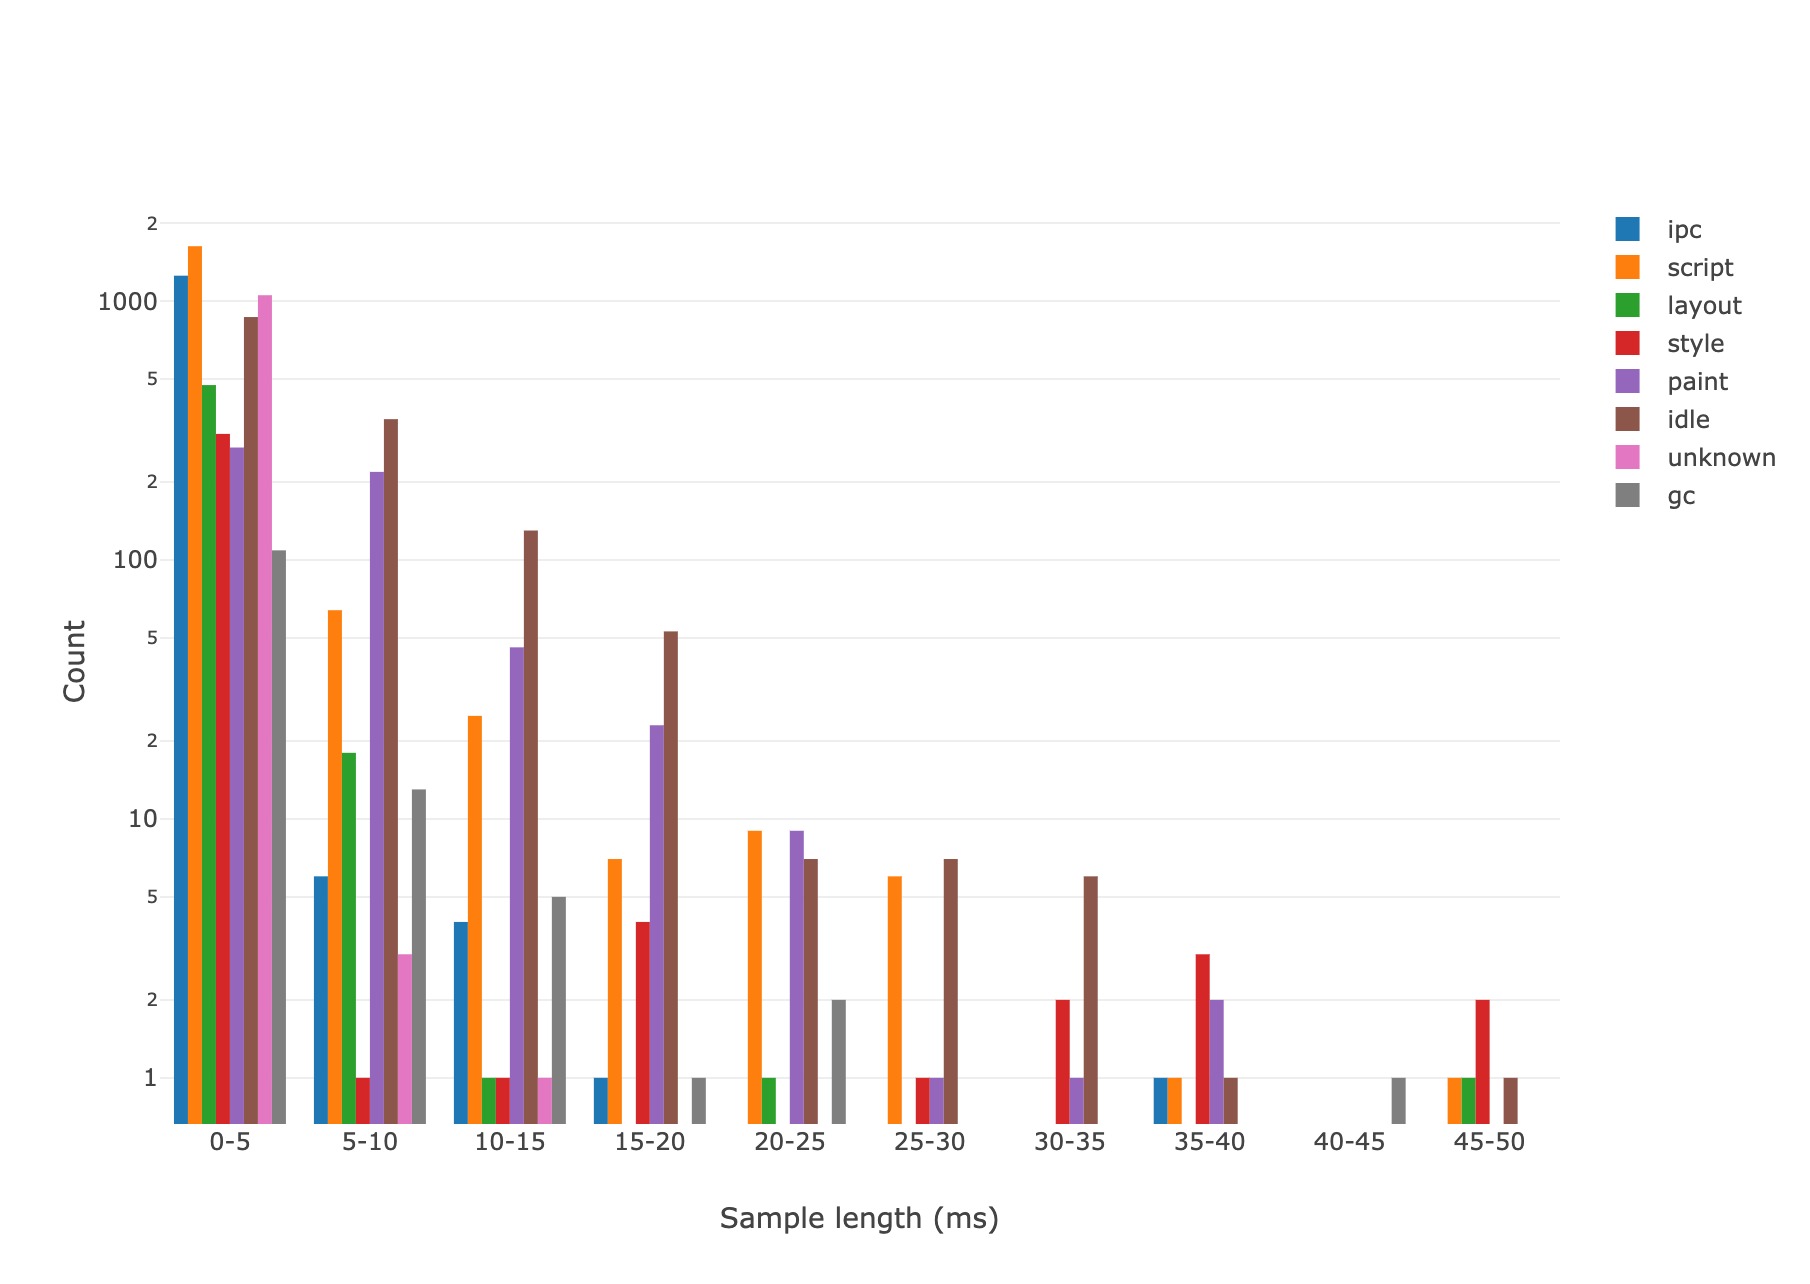 2
1000
5
2
100
5
2
10
5
2
1
Count
0-5 5-10 10-15 15-20 20-25 25-30 30-35 35-40 40-45 45-50
Sample length (ms)
ipc
script
layout
style
paint
idle
unknown
gc